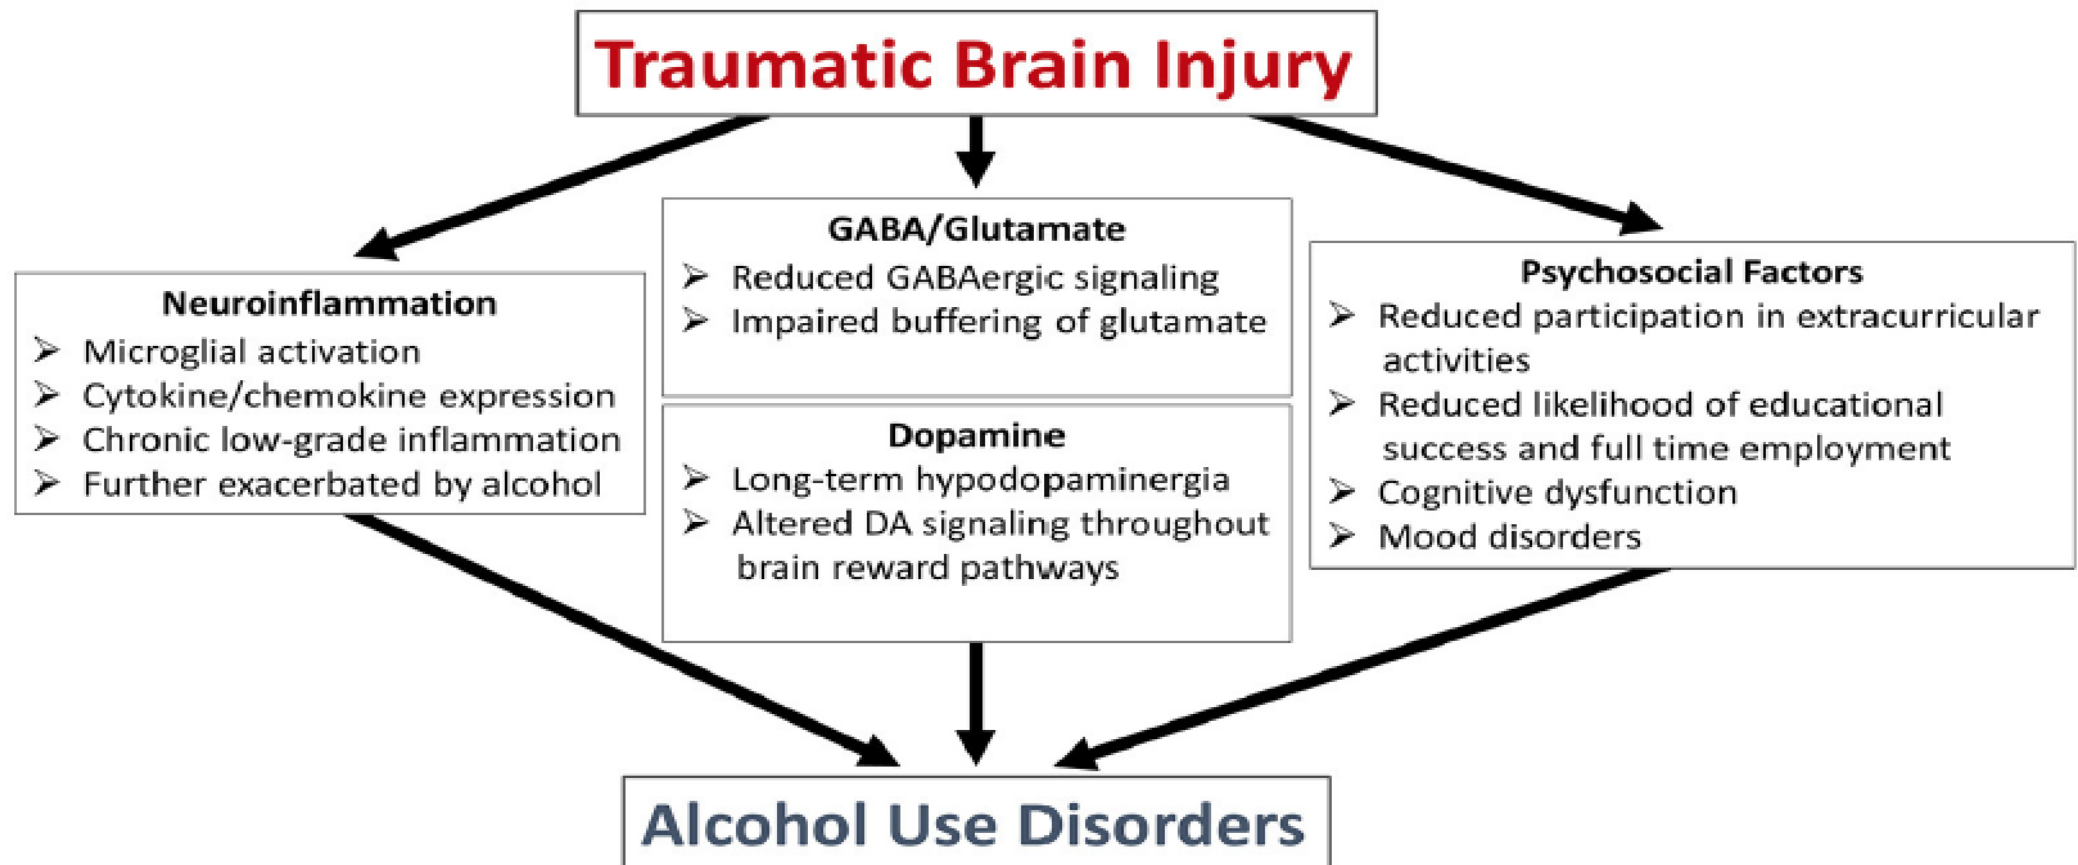 Traumatic Brain Injury
Neuroinflammation
➢ Microglial activation
➢ Cytokine/chemokine expression
➢ Chronic low-grade inflammation
➢ Further exacerbated by alcohol
GABA/Glutamate
➢ Reduced GABAergic signaling
➢ Impaired buffering of glutamate
Dopamine
➢ Long-term hypodopaminergia
➢ Altered DA signaling throughout
brain reward pathways
Psychosocial Factors
➢ Reduced participation in extracurricular
activities
➢ Reduced likelihood of educational
success and full time employment
➢ Cognitive dysfunction
➢ Mood disorders
Alcohol Use Disorders